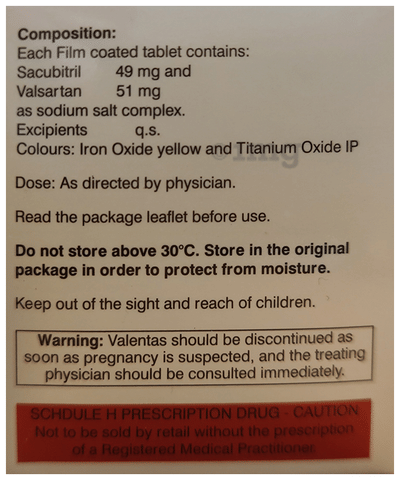 Composition:
Each Film coated tablet contains:
Sacubitril 49 mg and
Valsartan 51 mg
as sodium salt complex.
Excipients q.s.
Colours: Iron Oxide yellow and Titanium Oxide IP
Dose: As directed by physician.
Read the package leaflet before use.
Do not store above 30°C. Store in the original
package in order to protect from moisture.
Keep out of the sight and reach of children.
Warning: Valentas should be discontinued as
soon as pregnancy is suspected, and the treating
physician should be consulted immediately.
SCHDULE H PRESCRIPTION DRUG - CAUTION
Not to be sold by retail without the prescription
of a Registered Medical Practitioner.